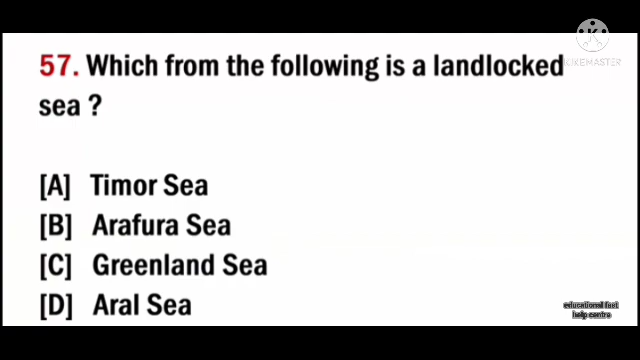 K
KINEMASTER
57. Which from the following is a landlocked
sea ?
[A] Timor Sea
[B] Arafura Sea
[C] Greenland Sea
[D] Aral Sea
educational fast
help centre